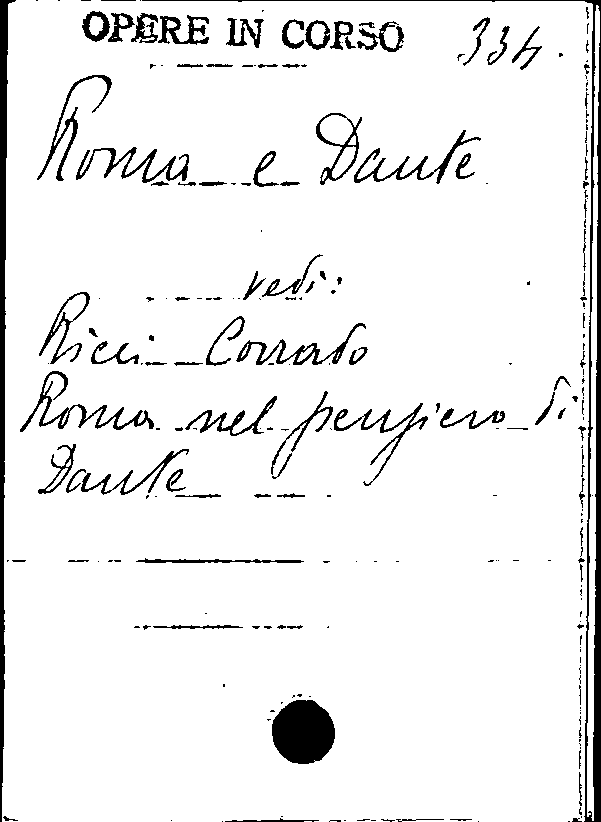 OPERE IN CORSO 334.
Roma e Dante
vedi:
Ricci Corrado
Roma nel pensiero di
Dante